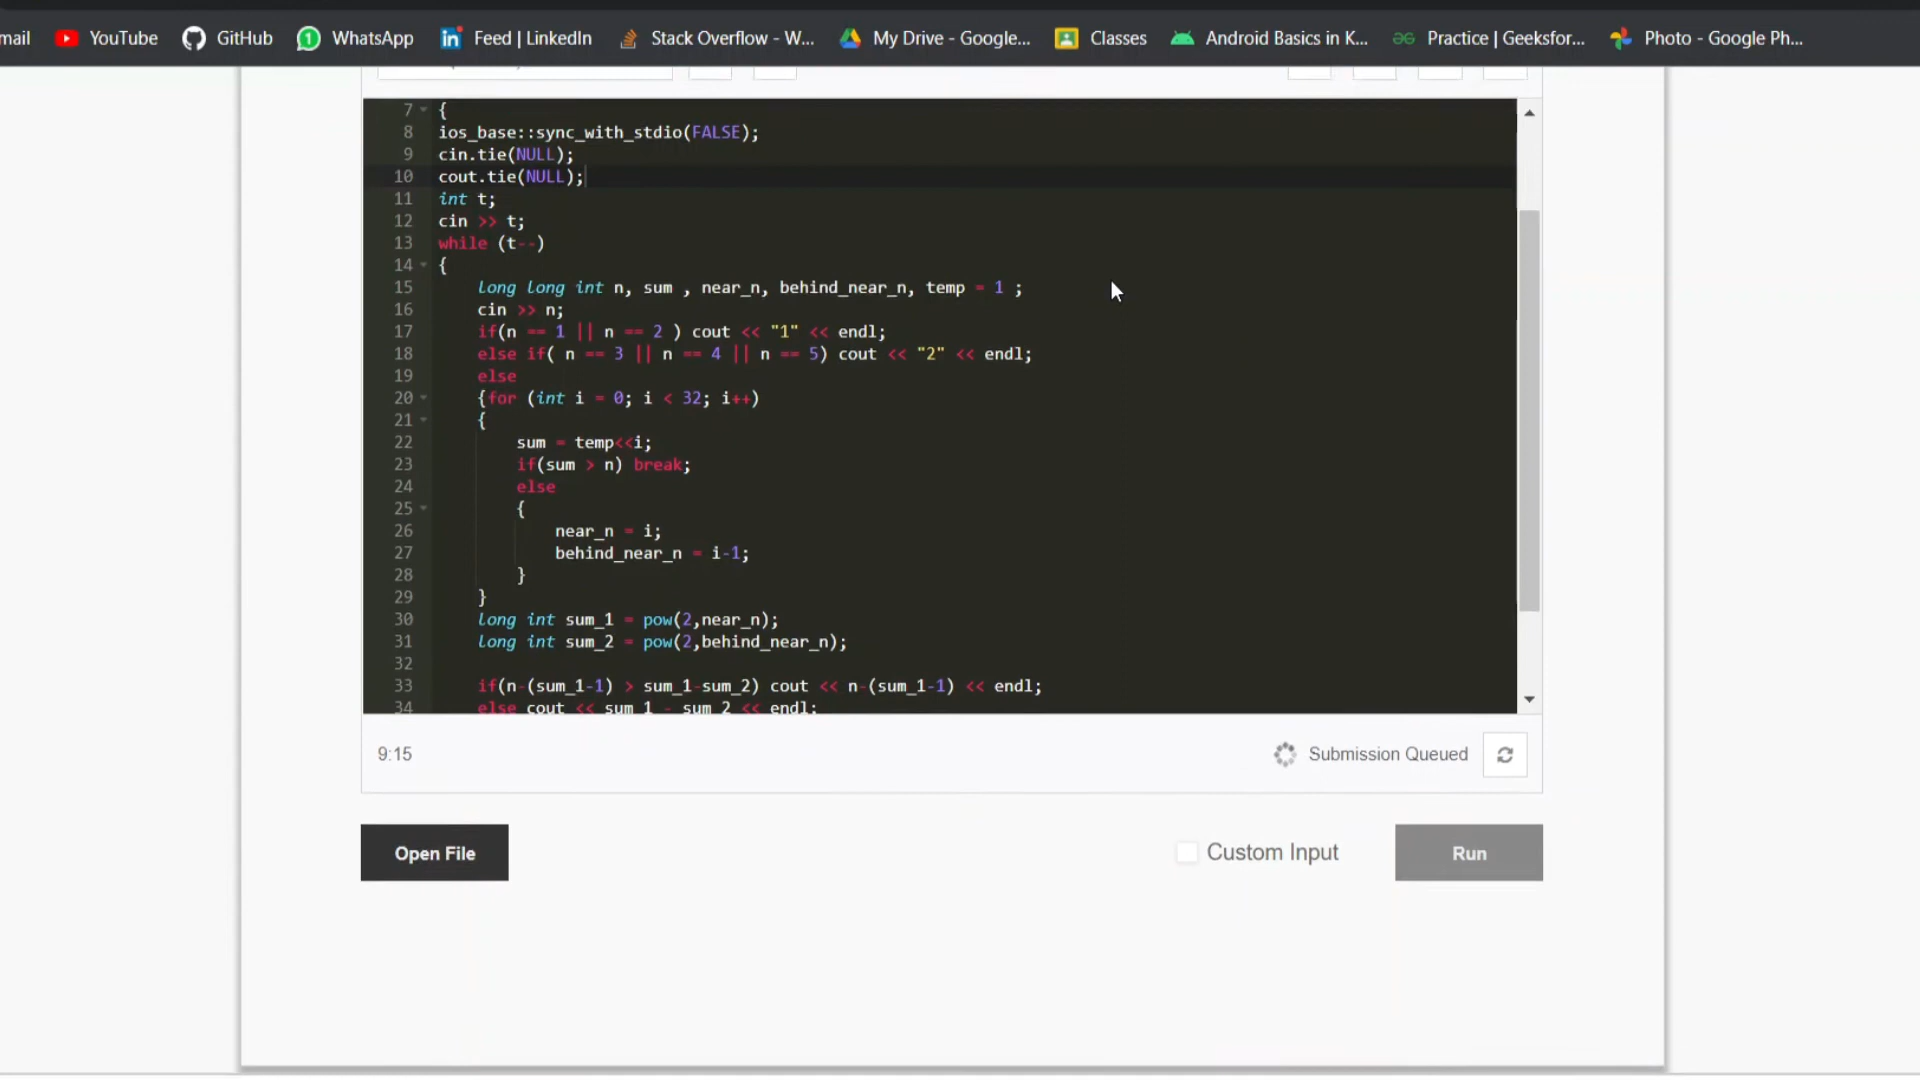 mail YouTube GitHub WhatsApp Feed | LinkedIn Stack Overflow - W... My Drive - Google... Classes Android Basics in K... Practice | Geeksfor... Photo - Google Ph...
7 {
8 ios_base::sync_with_stdio(FALSE);
9 cin.tie(NULL);
10 cout.tie(NULL);
11 int t;
12 cin >> t;
13 while (t--)
14 {
15 long long int n, sum , near_n, behind_near_n, temp = 1 ;
16 cin >> n;
17 if(n == 1 || n == 2 ) cout << "1" << endl;
18 else if( n == 3 || n == 4 || n == 5) cout << "2" << endl;
19 else
20 {for (int i = 0; i < 32; i++)
21 {
22 sum = temp<<i;
23 if(sum > n) break;
24 else
25 {
26 near_n = i;
27 behind_near_n = i-1;
28 }
29 }
30 long int sum_1 = pow(2,near_n);
31 long int sum_2 = pow(2,behind_near_n);
32
33 if(n-(sum_1-1) > sum_1-sum_2) cout << n-(sum_1-1) << endl;
34 else cout << sum_1 - sum_2 << endl;
9:15 Submission Queued
Open File Custom Input Run